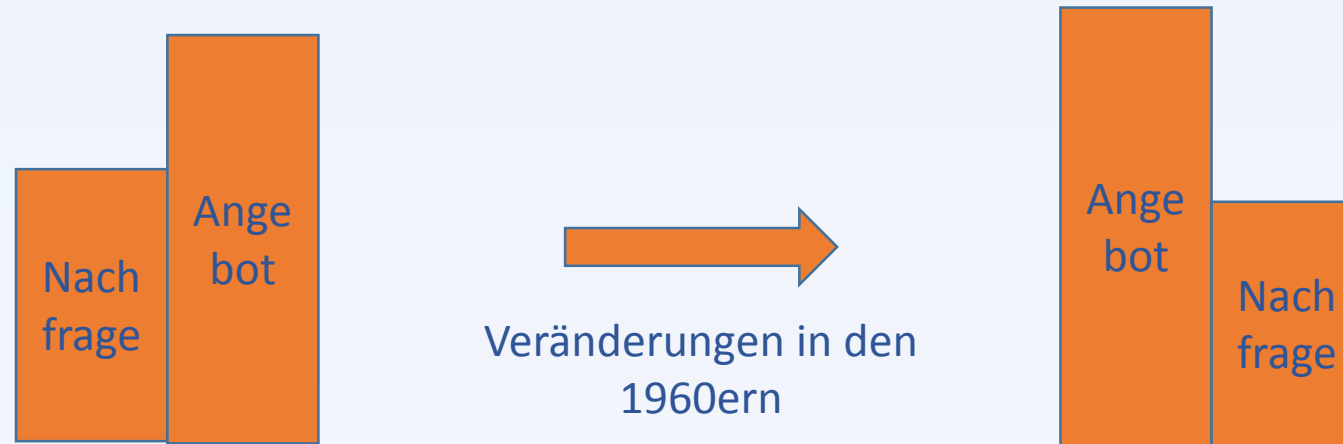 Nach
frage
Ange
bot
Veränderungen in den
1960ern
Ange
bot
Nach
frage